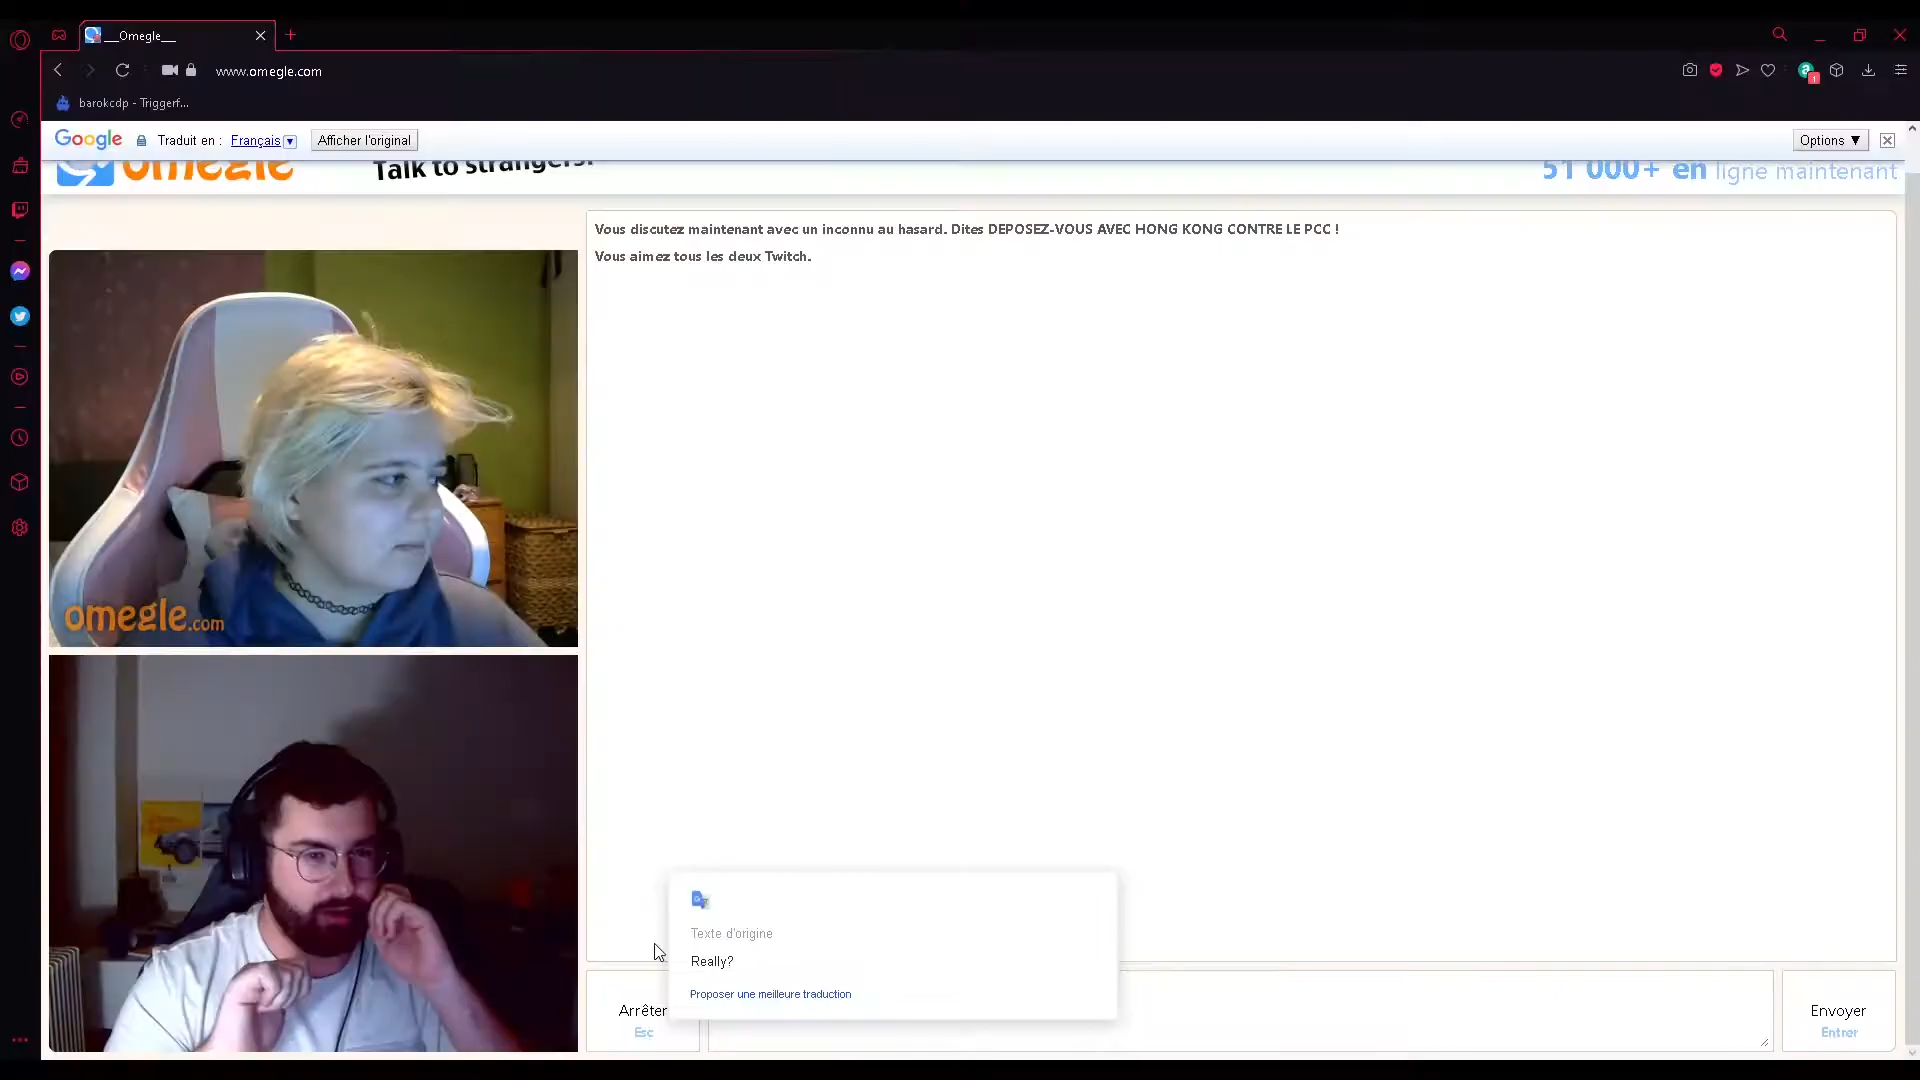 __Omegle__
www.omegle.com
barokcdp - Triggerf...
Google
Traduit en :
Français
Afficher l'original
Options ▼
omegle
Talk to strangers!
51 000+ en ligne maintenant
Vous discutez maintenant avec un inconnu au hasard. Dites DEPOSEZ-VOUS AVEC HONG KONG CONTRE LE PCC !
Vous aimez tous les deux Twitch.
omegle.com
Texte d'origine
Really?
Proposer une meilleure traduction
Arrêter
Esc
Envoyer
Entrer